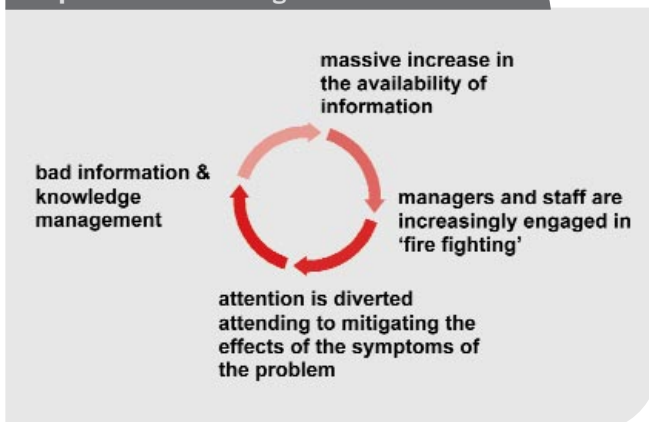 massive increase in
the availability of
information
managers and staff are
increasingly engaged in
'fire fighting'
attention is diverted
attending to mitigating the
effects of the symptoms of
the problem
bad information &
knowledge
management